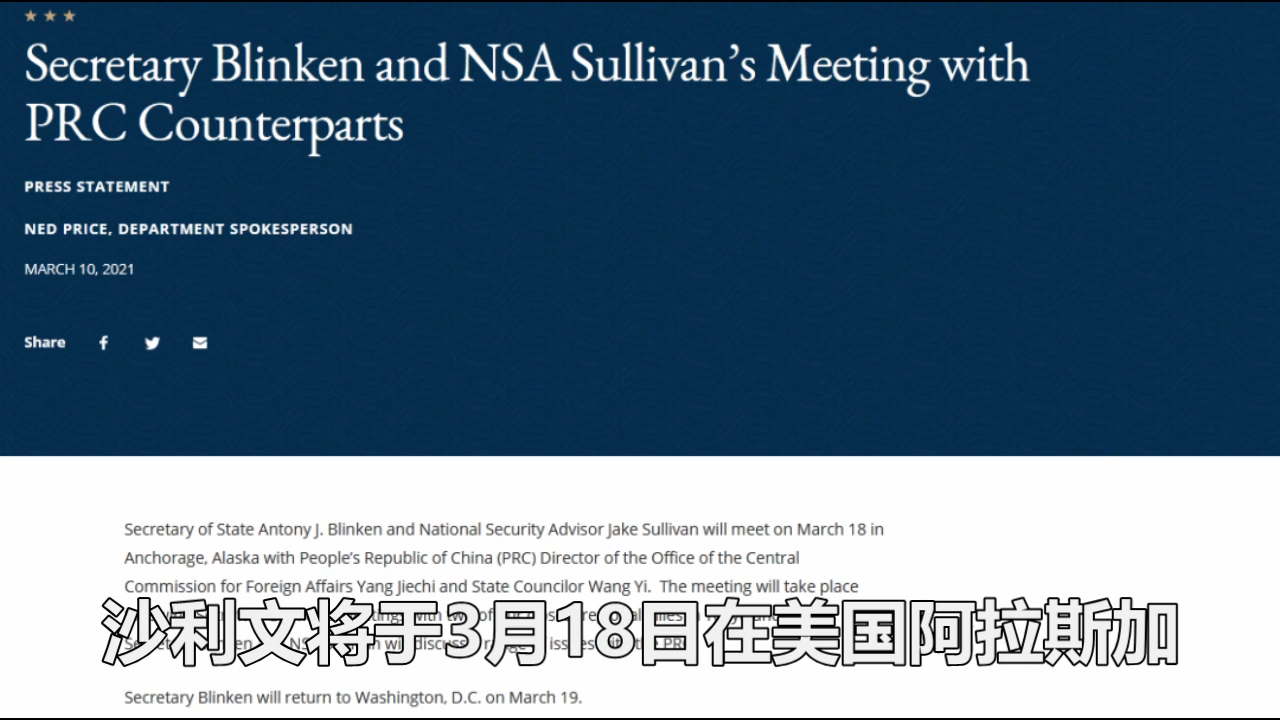 Secretary Blinken and NSA Sullivan’s Meeting with
PRC Counterparts
PRESS STATEMENT
NED PRICE, DEPARTMENT SPOKESPERSON
MARCH 10, 2021
Share
Secretary of State Antony J. Blinken and National Security Advisor Jake Sullivan will meet on March 18 in
Anchorage, Alaska with People’s Republic of China (PRC) Director of the Office of the Central
Commission for Foreign Affairs Yang Jiechi and State Councilor Wang Yi. The meeting will take place
沙利文将于3月18日在美国阿拉斯加
Secretary Blinken will return to Washington, D.C. on March 19.